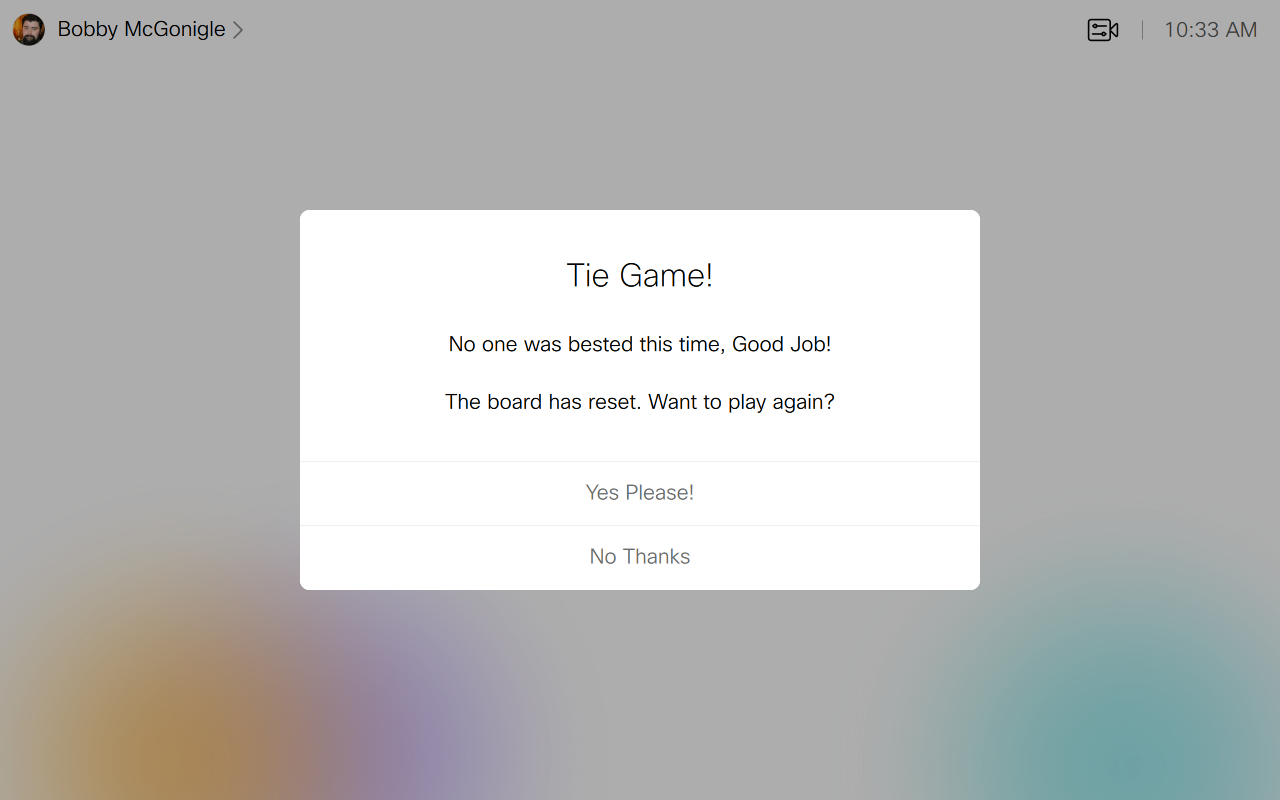 Bobby McGonigle
10:33 AM
Tie Game!
No one was bested this time, Good Job!
The board has reset. Want to play again?
Yes Please!
No Thanks